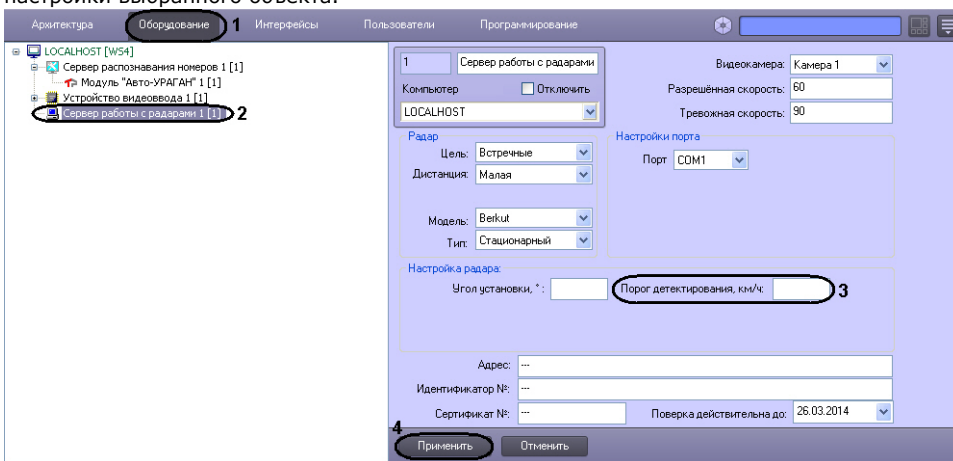 настройки выбранного объекта.
Архитектура Оборудование 1 Интерфейсы Пользователи Программирование
LOCALHOST [WS4]
Сервер распознавания номеров 1 [1]
Модуль "Авто-УРАГАН" 1 [1]
Устройство видеоввода 1 [1]
Сервер работы с радарами 1 [1] 2
1 Сервер работы с радарами
Компьютер Отключить
LOCALHOST
Видеокамера: Камера 1
Разрешённая скорость: 60
Тревожная скорость: 90
Радар
Цель: Встречные
Дистанция: Малая
Модель: Berkut
Тип: Стационарный
Настройки порта
Порт COM1
Настройка радара:
Угол установки, ° : Порог детектирования, км/ч: 3
Адрес: ---
Идентификатор №: ---
Сертификат №: --- Поверка действительна до: 26.03.2014
4
Применить Отменить